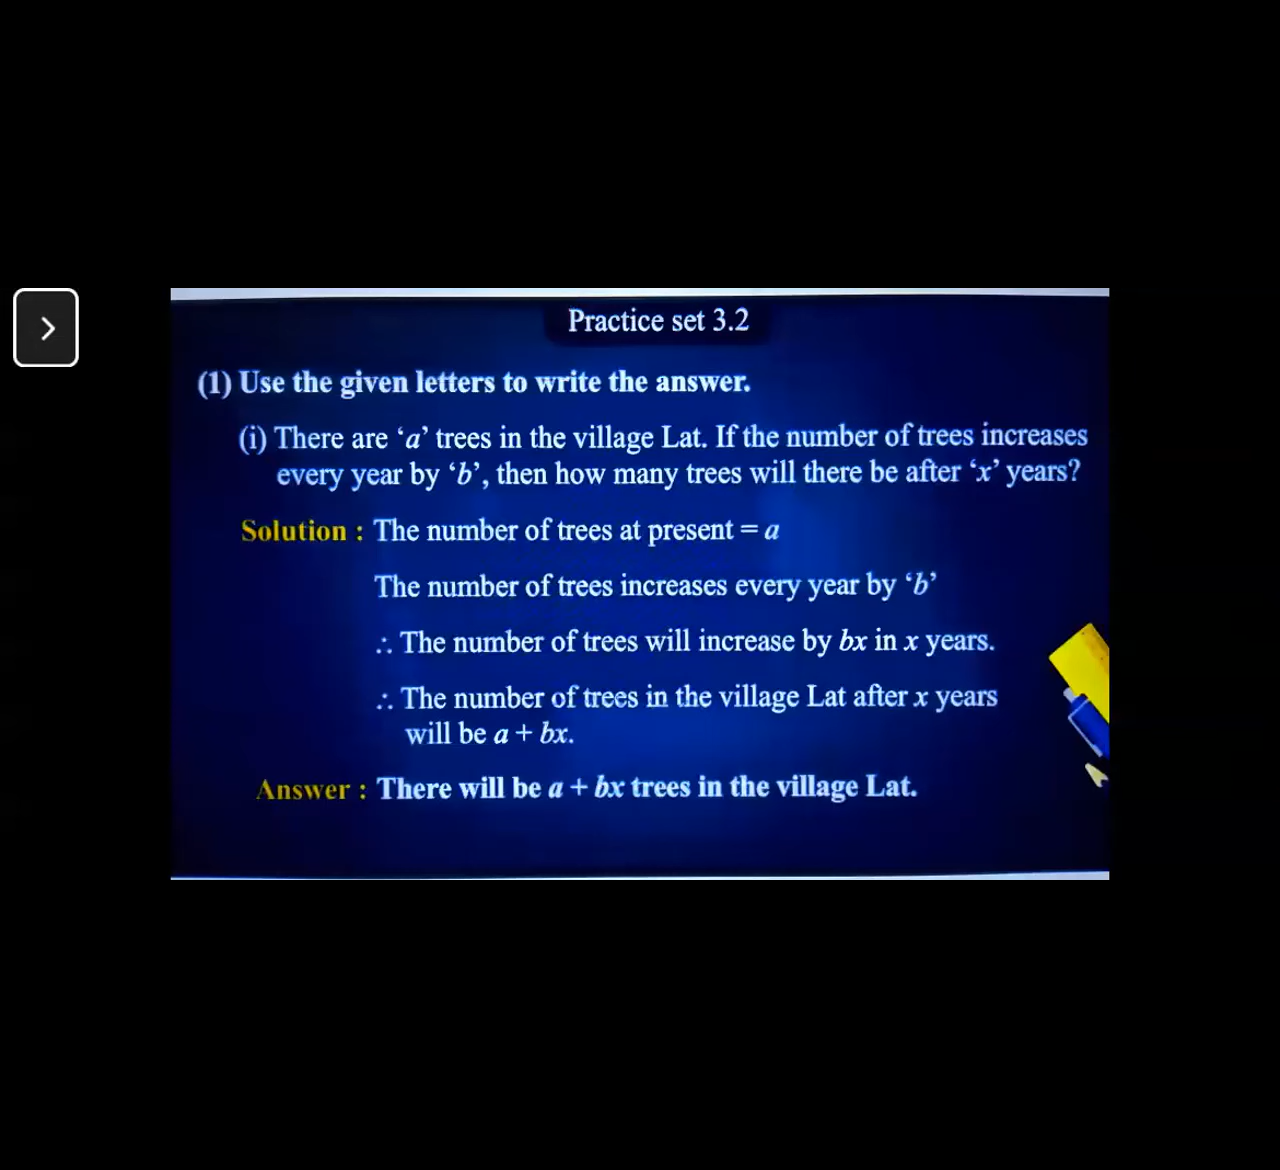 Practice set 3.2
(1) Use the given letters to write the answer.
(i) There are ‘a’ trees in the village Lat. If the number of trees increases
every year by ‘b’, then how many trees will there be after ‘x’ years?
Solution : The number of trees at present = a
The number of trees increases every year by ‘b’
∴ The number of trees will increase by bx in x years.
∴ The number of trees in the village Lat after x years
will be a + bx.
Answer : There will be a + bx trees in the village Lat.